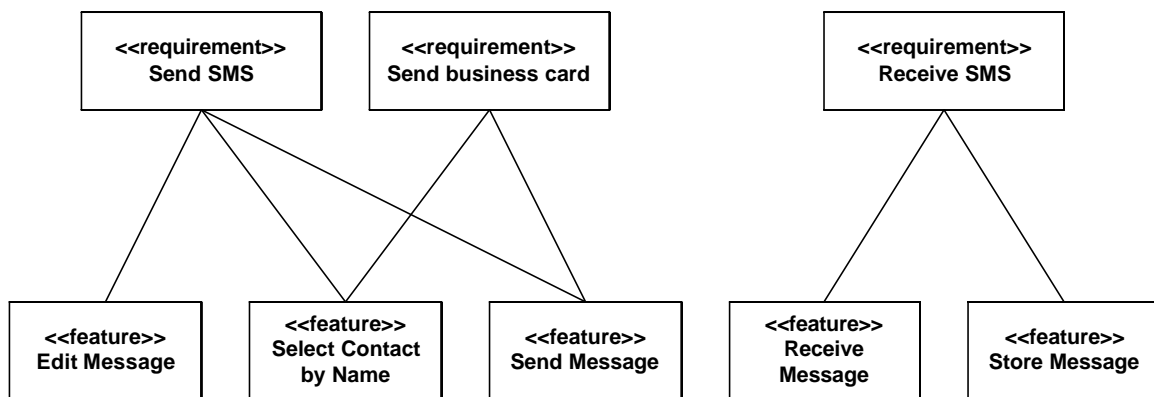 <<requirement>>
Send SMS
<<requirement>>
Send business card
<<requirement>>
Receive SMS
<<feature>>
Edit Message
<<feature>>
Select Contact
by Name
<<feature>>
Send Message
<<feature>>
Receive
Message
<<feature>>
Store Message